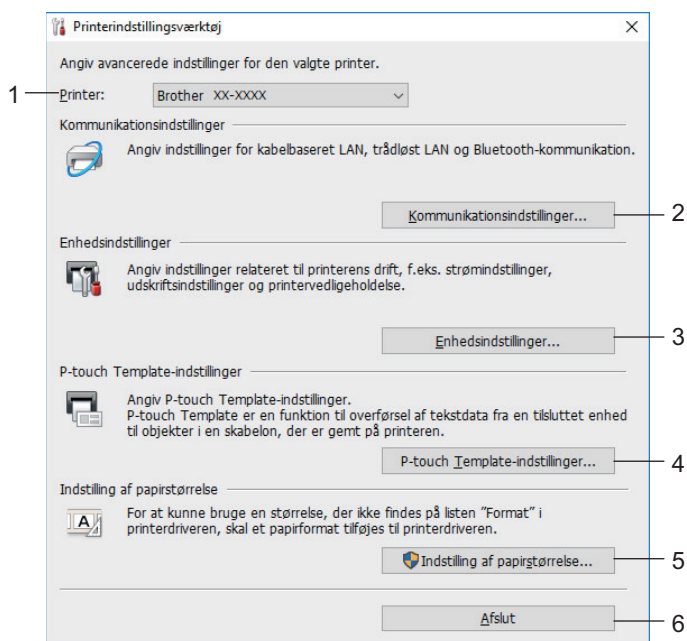 Printerindstillingsværktøj
Angiv avancerede indstillinger for den valgte printer.
1
Printer: Brother XX-XXXX
Kommunikationsindstillinger
Angiv indstillinger for kabelbaseret LAN, trådløst LAN og Bluetooth-kommunikation.
Kommunikationsindstillinger...
2
Enhedsindstillinger
Angiv indstillinger relateret til printerens drift, f.eks. strømindstillinger,
udskriftsindstillinger og printervedligeholdelse.
Enhedsindstillinger...
3
P-touch Template-indstillinger
Angiv P-touch Template-indstillinger.
P-touch Template er en funktion til overførsel af tekstdata fra en tilsluttet enhed
til objekter i en skabelon, der er gemt på printeren.
P-touch Template-indstillinger...
4
Indstilling af papirstørrelse
A
For at kunne bruge en størrelse, der ikke findes på listen ”Format” i
printerdriveren, skal et papirformat tilføjes til printerdriveren.
Indstilling af papirstørrelse...
5
Afslut
6